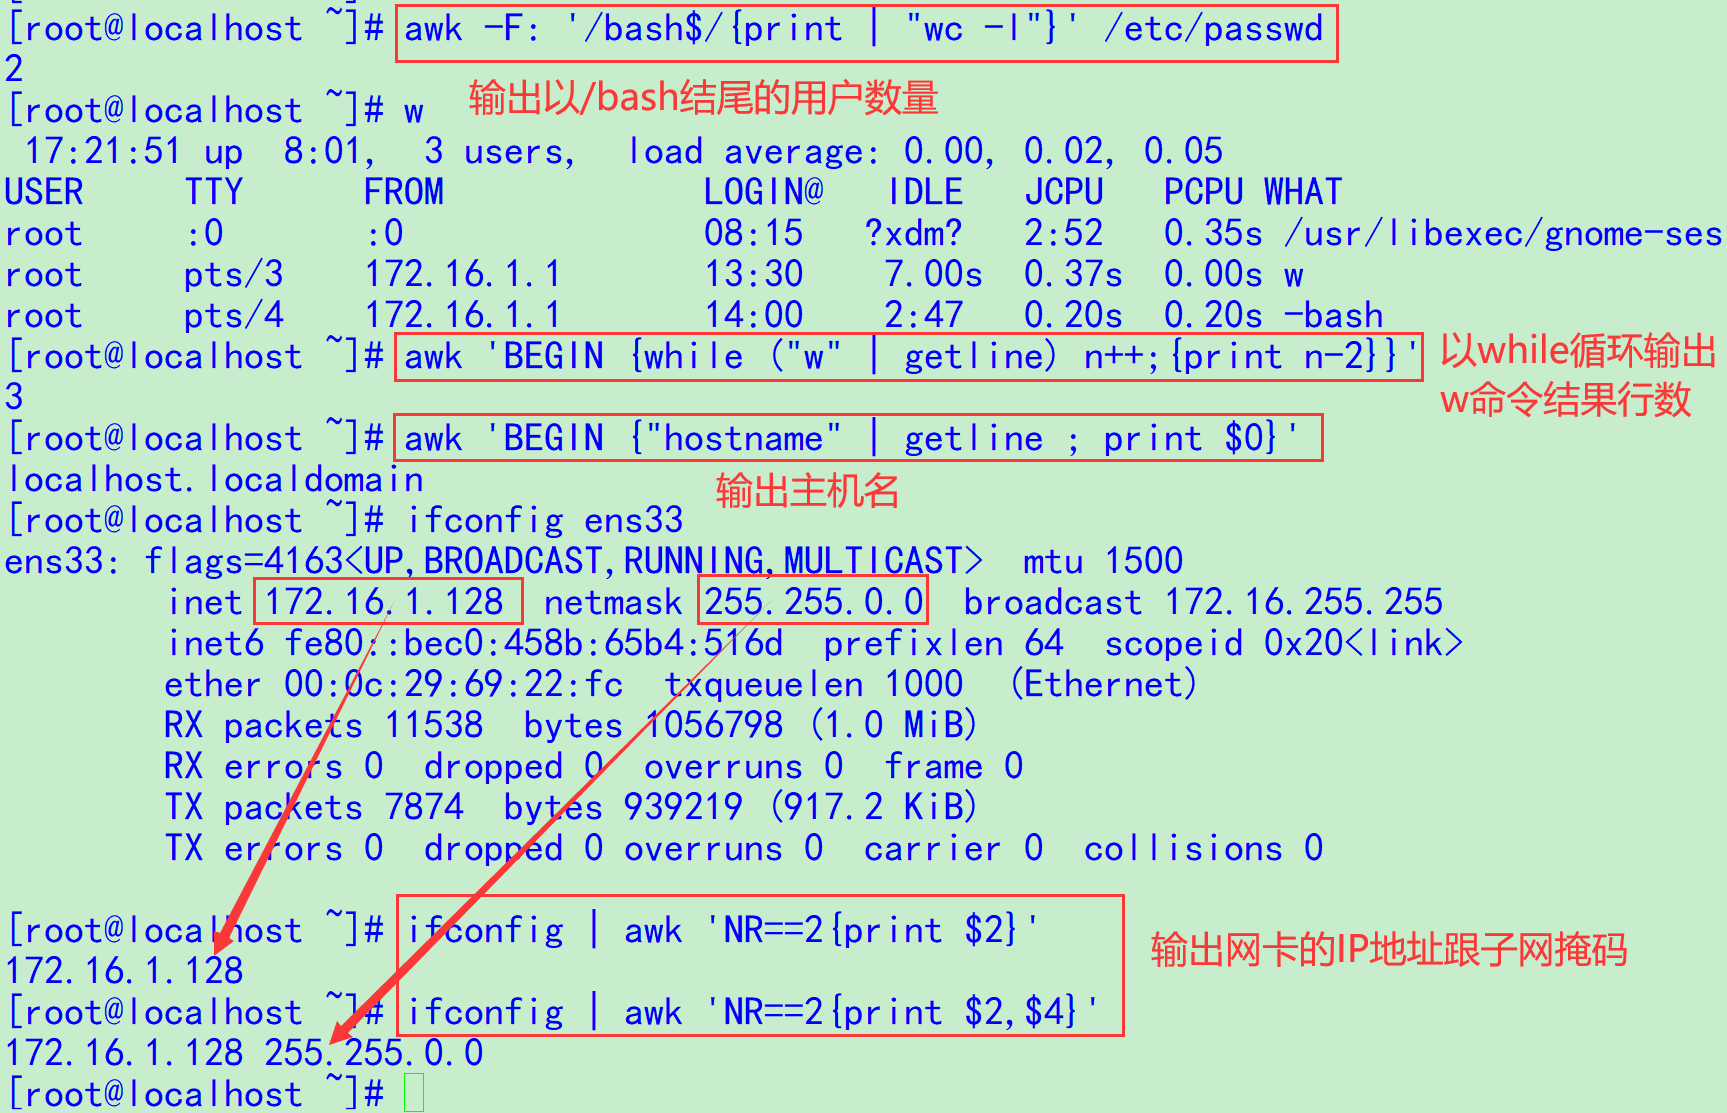 [root@localhost ~]# awk -F: '/bash$/{print | "wc -l"}' /etc/passwd
2
输出以/bash结尾的用户数量
[root@localhost ~]# w
 17:21:51 up  8:01,  3 users,  load average: 0.00, 0.02, 0.05
USER     TTY      FROM             LOGIN@   IDLE   JCPU   PCPU WHAT
root     :0       :0               08:15   ?xdm?   2:52   0.35s /usr/libexec/gnome-ses
root     pts/3    172.16.1.1       13:30    7.00s  0.37s  0.00s w
root     pts/4    172.16.1.1       14:00    2:47   0.20s  0.20s -bash
[root@localhost ~]# awk 'BEGIN {while ("w" | getline) n++;{print n-2}}'
以while循环输出
w命令结果行数
3
[root@localhost ~]# awk 'BEGIN {"hostname" | getline ; print $0}'
localhost.localdomain
输出主机名
[root@localhost ~]# ifconfig ens33
ens33: flags=4163<UP,BROADCAST,RUNNING,MULTICAST>  mtu 1500
        inet 172.16.1.128  netmask 255.255.0.0  broadcast 172.16.255.255
        inet6 fe80::bec0:458b:65b4:516d  prefixlen 64  scopeid 0x20<link>
        ether 00:0c:29:69:22:fc  txqueuelen 1000  (Ethernet)
        RX packets 11538  bytes 1056798 (1.0 MiB)
        RX errors 0  dropped 0  overruns 0  frame 0
        TX packets 7874  bytes 939219 (917.2 KiB)
        TX errors 0  dropped 0 overruns 0  carrier 0  collisions 0
[root@localhost ~]# ifconfig | awk 'NR==2{print $2}'
输出网卡的IP地址跟子网掩码
172.16.1.128
[root@localhost ~]# ifconfig | awk 'NR==2{print $2,$4}'
172.16.1.128 255.255.0.0
[root@localhost ~]#